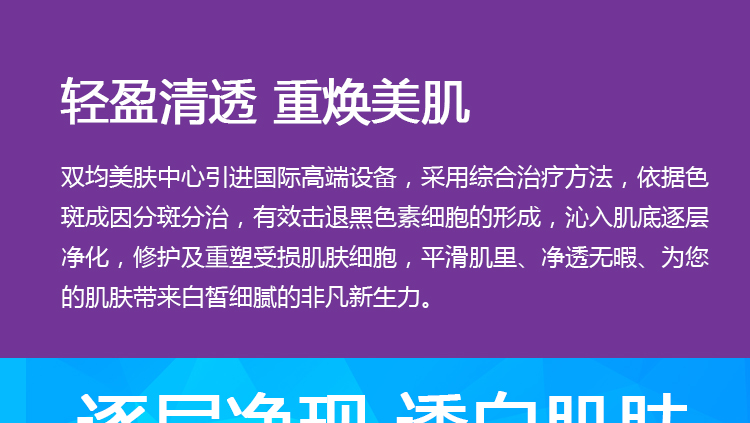 轻盈清透 重焕美肌
双均美肤中心引进国际高端设备，采用综合治疗方法，依据色
斑成因分斑分治，有效击退黑色素细胞的形成，沁入肌底逐层
净化，修护及重塑受损肌肤细胞，平滑肌里、净透无暇、为您
的肌肤带来白皙细腻的非凡新生力。
逐层净现 透白肌肤